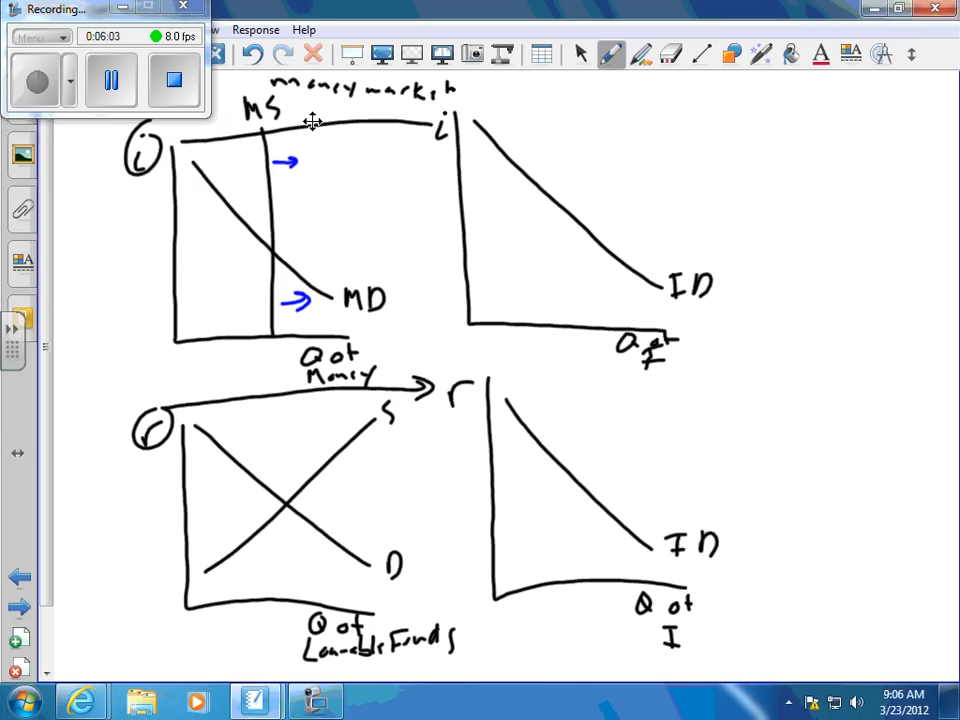 Recording...
Menu 0:06:03 8.0 fps
w Response Help
money market
MS
i
i
MD
ID
Q of
Money
Q of
I
r
S
r
D
ID
Q of
Loanable Funds
Q of
I
9:06 AM
3/23/2012